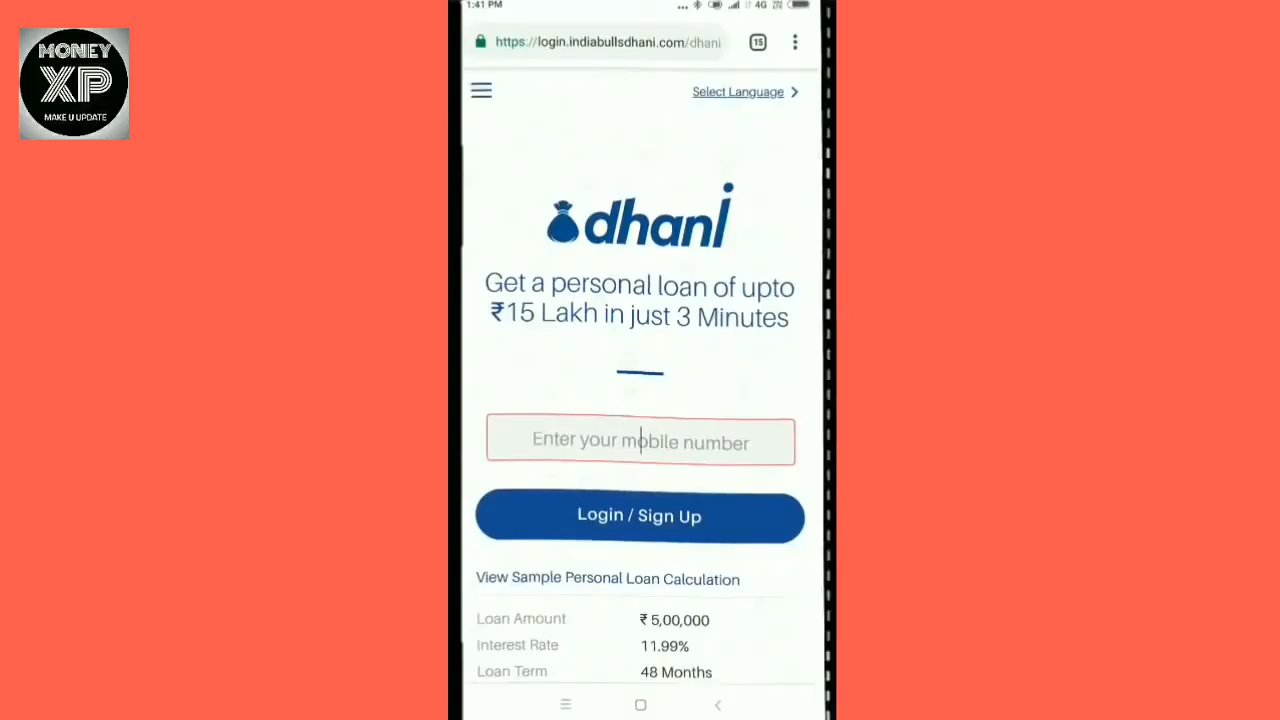 MONEY
XP
MAKE U UPDATE
1:41 PM
4G
https://login.indiabullsdhani.com/dhani
15
Select Language
dhani
Get a personal loan of upto
₹15 Lakh in just 3 Minutes
Enter your mobile number
Login / Sign Up
View Sample Personal Loan Calculation
Loan Amount ₹ 5,00,000
Interest Rate 11.99%
Loan Term 48 Months